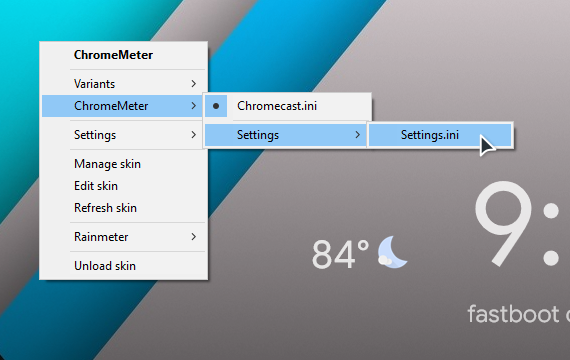 ChromeMeter
Variants
ChromeMeter
Chromecast.ini
Settings
Settings
Settings.ini
Manage skin
Edit skin
Refresh skin
Rainmeter
Unload skin
84°
9:
fastboot